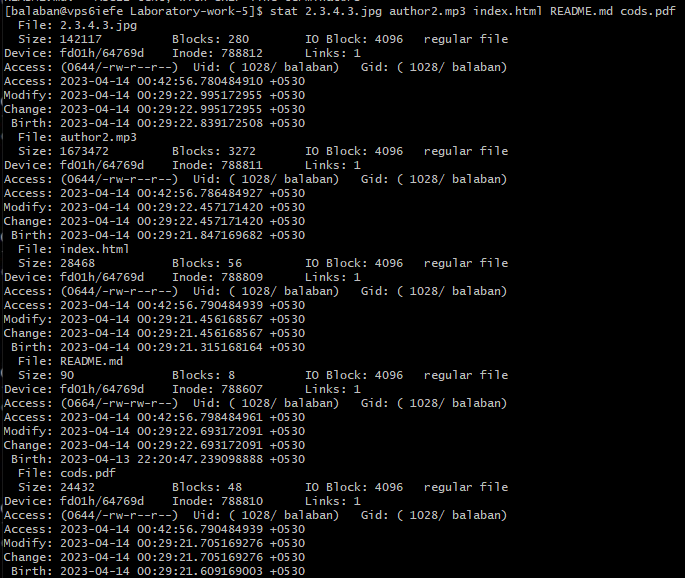 [balaban@vps6iefe Laboratory-work-5]$ stat 2.3.4.3.jpg author2.mp3 index.html README.md cods.pdf
File: 2.3.4.3.jpg
Size: 142117 Blocks: 280 IO Block: 4096 regular file
Device: fd01h/64769d Inode: 788812 Links: 1
Access: (0644/-rw-r--r--) Uid: ( 1028/ balaban) Gid: ( 1028/ balaban)
Access: 2023-04-14 00:42:56.780484910 +0530
Modify: 2023-04-14 00:29:22.995172955 +0530
Change: 2023-04-14 00:29:22.995172955 +0530
Birth: 2023-04-14 00:29:22.839172508 +0530
File: author2.mp3
Size: 1673472 Blocks: 3272 IO Block: 4096 regular file
Device: fd01h/64769d Inode: 788811 Links: 1
Access: (0644/-rw-r--r--) Uid: ( 1028/ balaban) Gid: ( 1028/ balaban)
Access: 2023-04-14 00:42:56.786484927 +0530
Modify: 2023-04-14 00:29:22.457171420 +0530
Change: 2023-04-14 00:29:22.457171420 +0530
Birth: 2023-04-14 00:29:21.847169682 +0530
File: index.html
Size: 28468 Blocks: 56 IO Block: 4096 regular file
Device: fd01h/64769d Inode: 788809 Links: 1
Access: (0644/-rw-r--r--) Uid: ( 1028/ balaban) Gid: ( 1028/ balaban)
Access: 2023-04-14 00:42:56.790484939 +0530
Modify: 2023-04-14 00:29:21.456168567 +0530
Change: 2023-04-14 00:29:21.456168567 +0530
Birth: 2023-04-14 00:29:21.315168164 +0530
File: README.md
Size: 90 Blocks: 8 IO Block: 4096 regular file
Device: fd01h/64769d Inode: 788607 Links: 1
Access: (0664/-rw-rw-r--) Uid: ( 1028/ balaban) Gid: ( 1028/ balaban)
Access: 2023-04-14 00:42:56.798484961 +0530
Modify: 2023-04-14 00:29:22.693172091 +0530
Change: 2023-04-14 00:29:22.693172091 +0530
Birth: 2023-04-13 22:20:47.239098888 +0530
File: cods.pdf
Size: 24432 Blocks: 48 IO Block: 4096 regular file
Device: fd01h/64769d Inode: 788810 Links: 1
Access: (0644/-rw-r--r--) Uid: ( 1028/ balaban) Gid: ( 1028/ balaban)
Access: 2023-04-14 00:42:56.790484939 +0530
Modify: 2023-04-14 00:29:21.705169276 +0530
Change: 2023-04-14 00:29:21.705169276 +0530
Birth: 2023-04-14 00:29:21.609169003 +0530